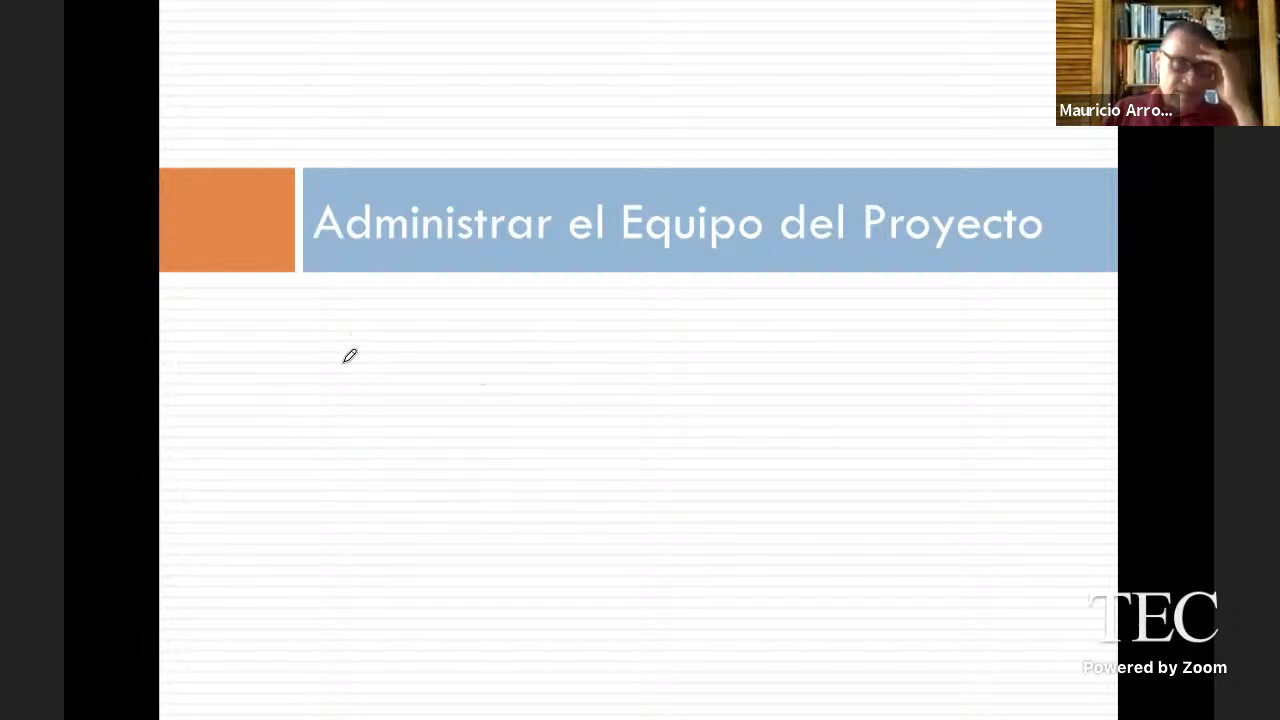 Mauricio Arro...
Administrar el Equipo del Proyecto
TEC
Powered by Zoom